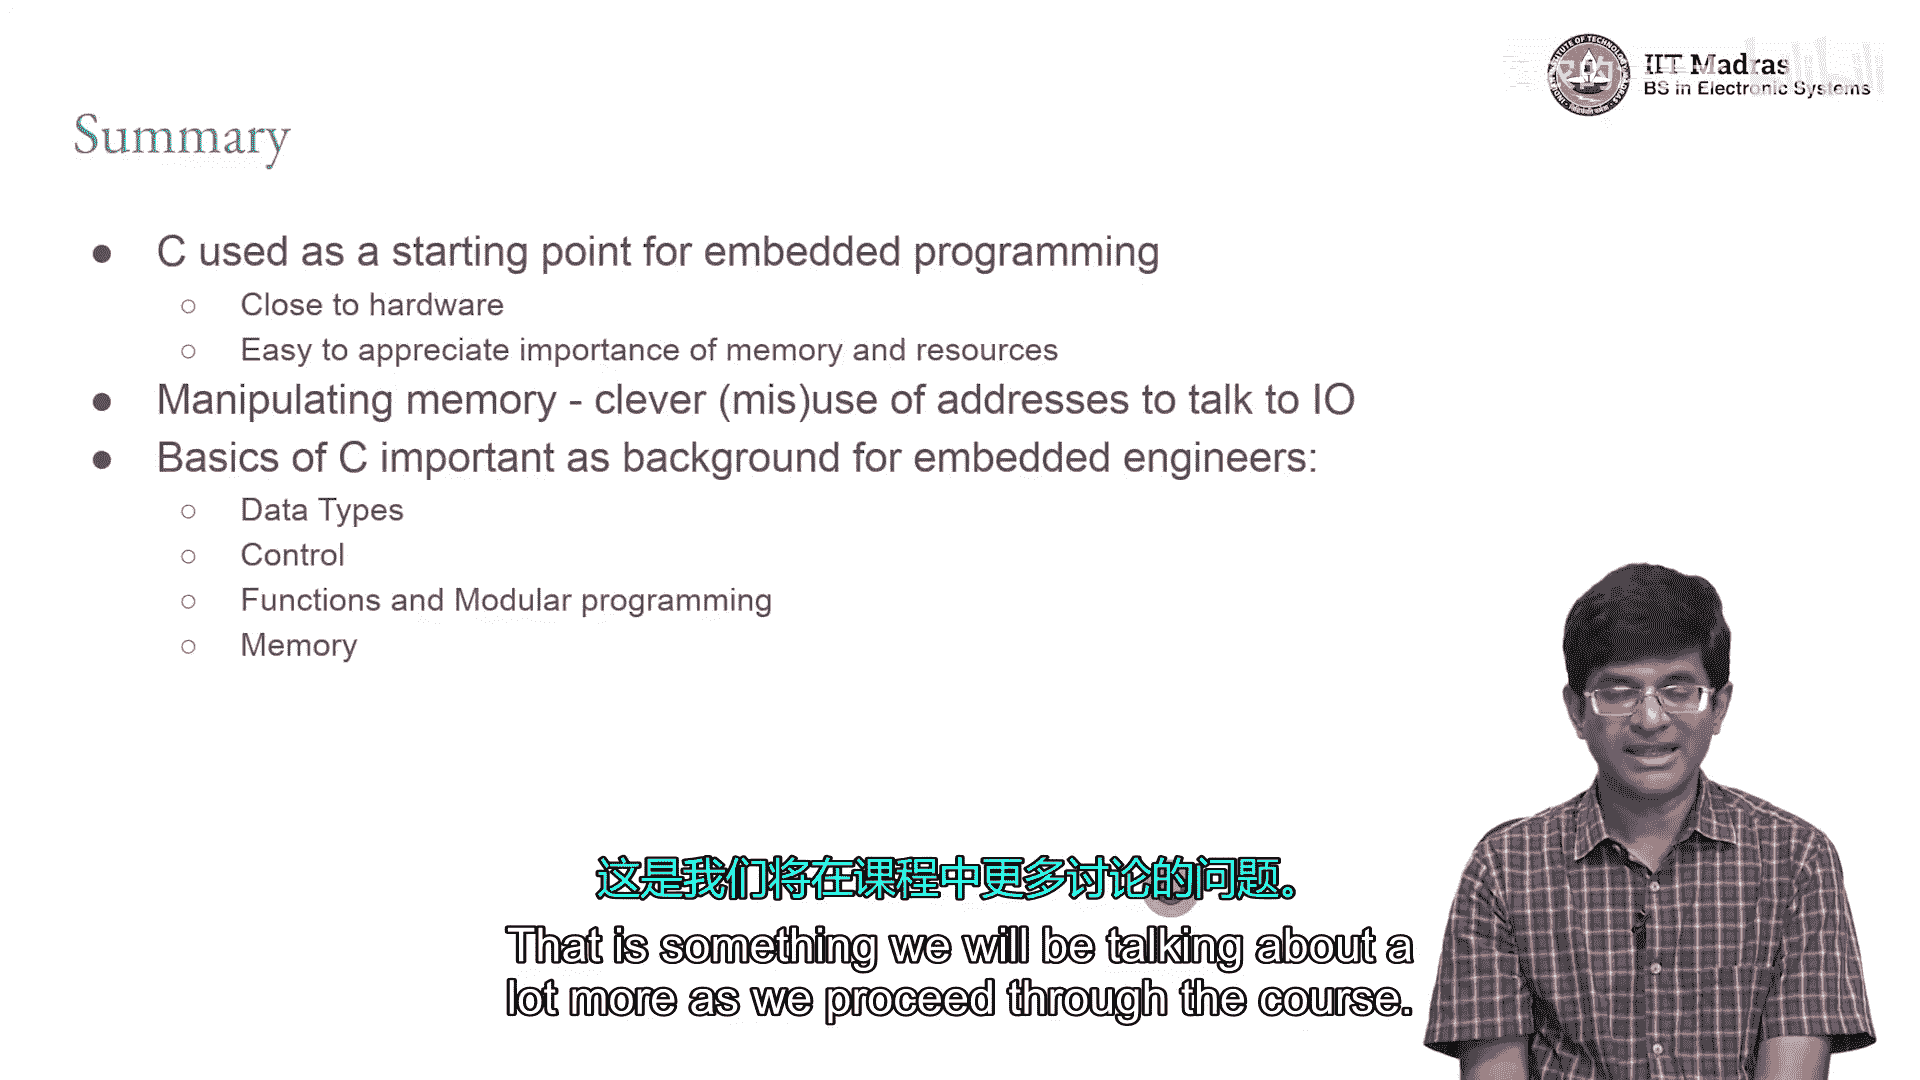 IIT Madras
BS in Electronic Systems
Summary
● C used as a starting point for embedded programming
○ Close to hardware
○ Easy to appreciate importance of memory and resources
● Manipulating memory - clever (mis)use of addresses to talk to IO
● Basics of C important as background for embedded engineers:
○ Data Types
○ Control
○ Functions and Modular programming
○ Memory
这是我们将在课程中更多讨论的问题。
That is something we will be talking about a
lot more as we proceed through the course.